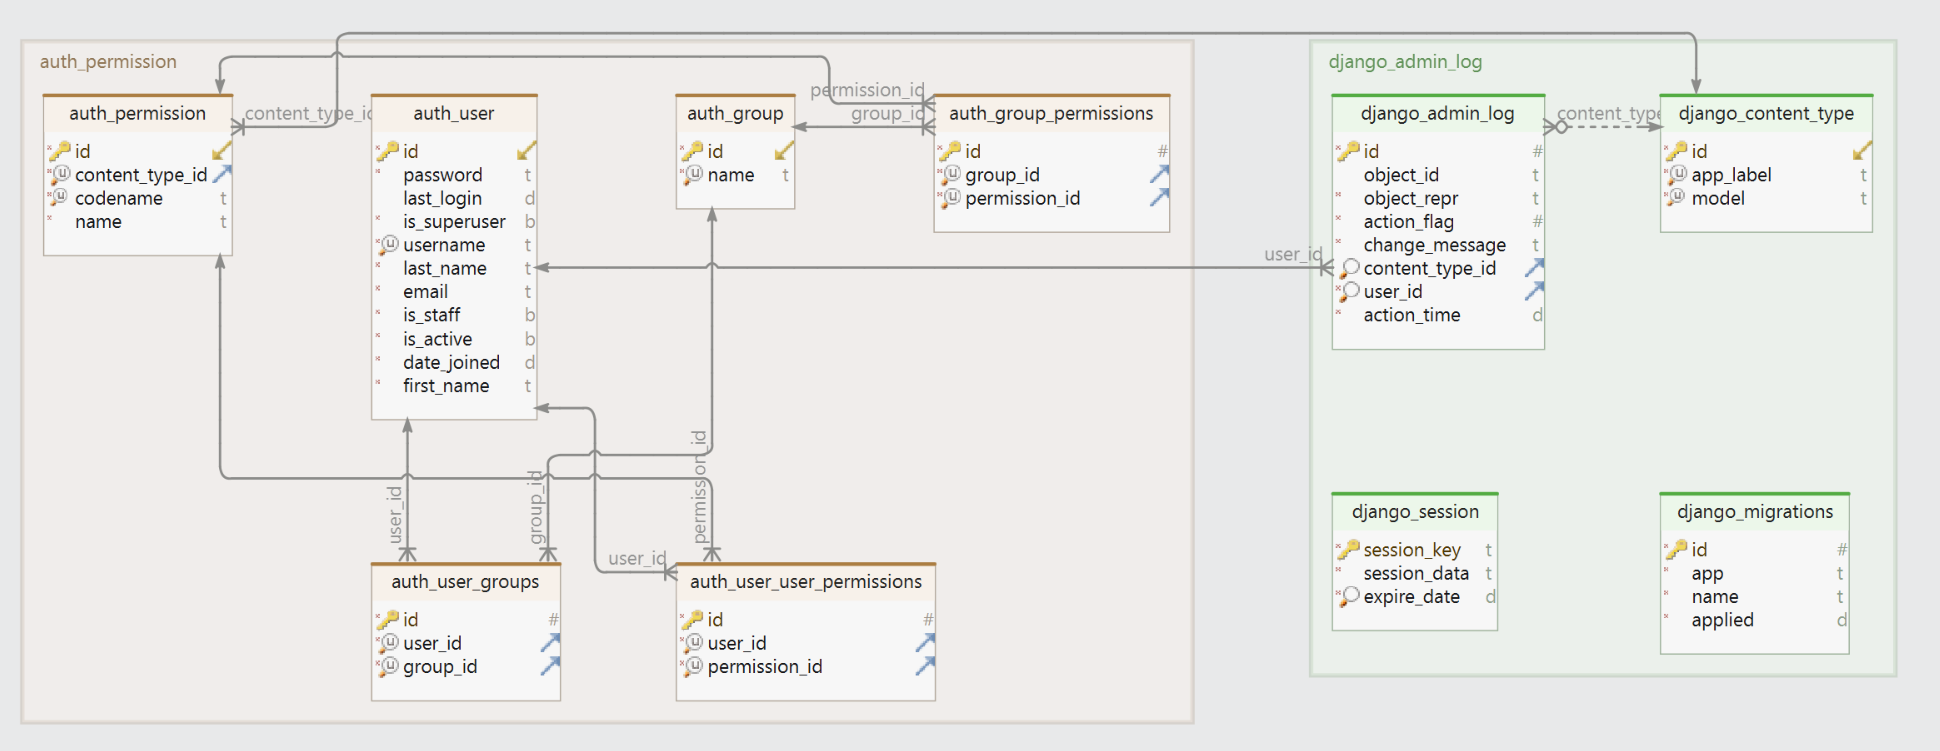 auth_permission
django_admin_log
auth_permission
id
content_type_id
codename t
name t
content_type_id
auth_user
id
password t
last_login d
is_superuser b
username t
last_name t
email t
is_staff b
is_active b
date_joined d
first_name t
auth_group
id
name t
permission_id
group_id
auth_group_permissions
id #
group_id
permission_id
django_admin_log
id #
object_id t
object_repr t
action_flag #
change_message t
content_type_id
user_id
action_time d
content_type
django_content_type
id
app_label t
model t
user_id
user_id
group_id
permission_id
user_id
auth_user_groups
id #
user_id
group_id
auth_user_user_permissions
id #
user_id
permission_id
django_session
session_key t
session_data t
expire_date d
django_migrations
id #
app t
name t
applied d